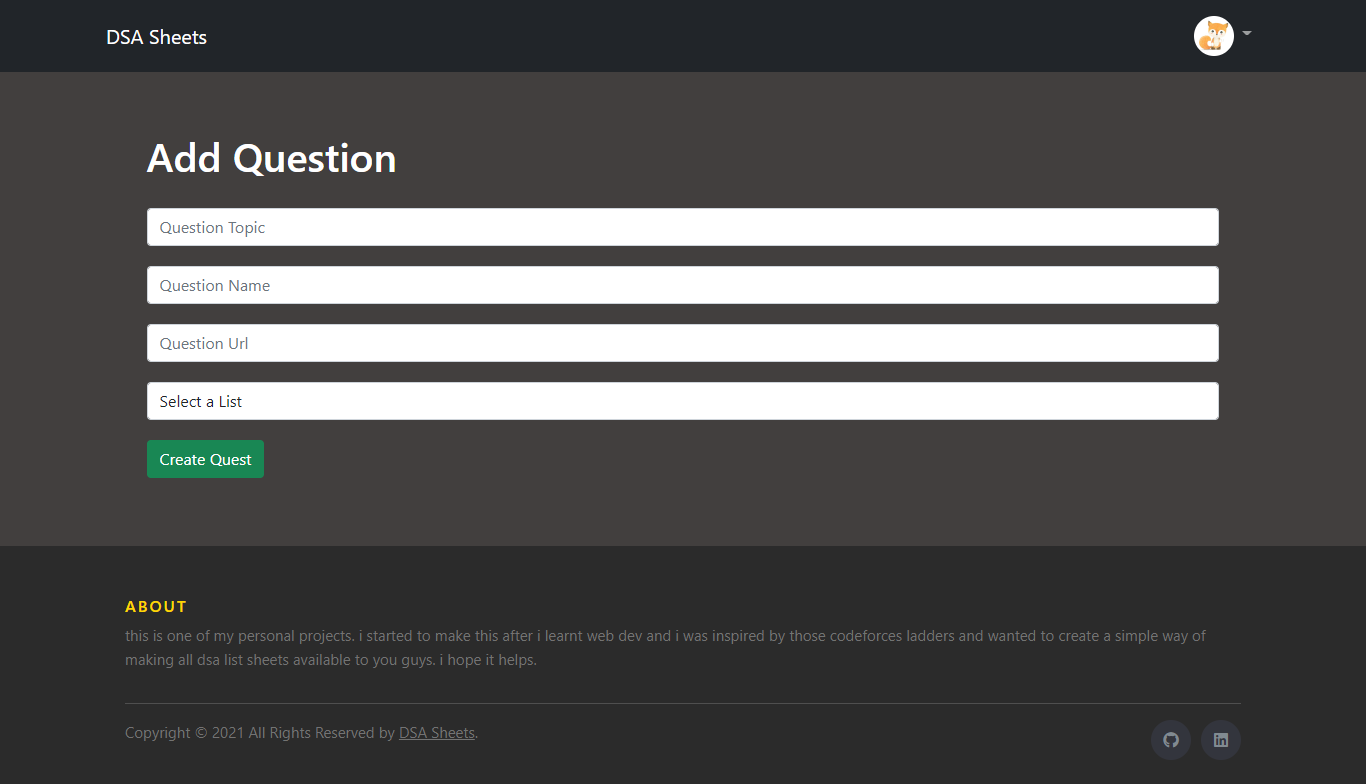 DSA Sheets
Add Question
Question Topic
Question Name
Question Url
Select a List
Create Quest
ABOUT
this is one of my personal projects. i started to make this after i learnt web dev and i was inspired by those codeforces ladders and wanted to create a simple way of
making all dsa list sheets available to you guys. i hope it helps.
Copyright © 2021 All Rights Reserved by DSA Sheets.